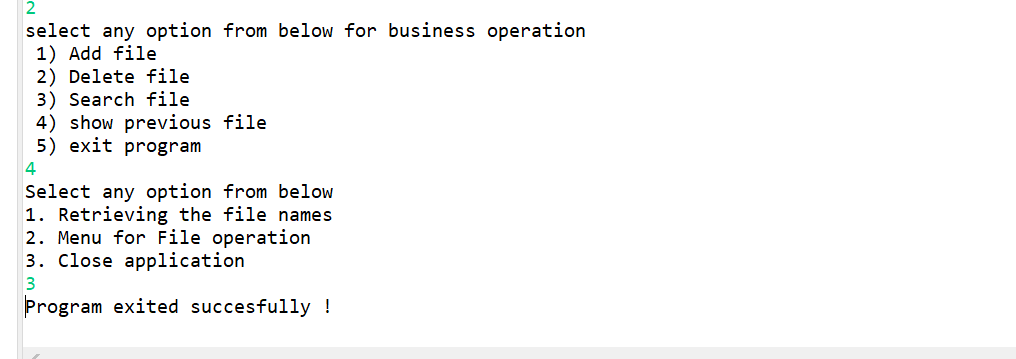 2
select any option from below for business operation
1) Add file
2) Delete file
3) Search file
4) show previous file
5) exit program
4
Select any option from below
1. Retrieving the file names
2. Menu for File operation
3. Close application
3
Program exited succesfully !